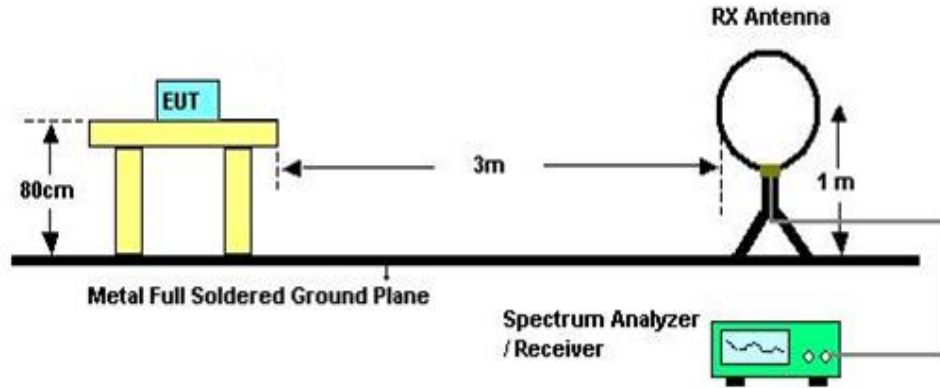 RX Antenna
EUT
3m
80cm
1 m
Metal Full Soldered Ground Plane
Spectrum Analyzer
/ Receiver